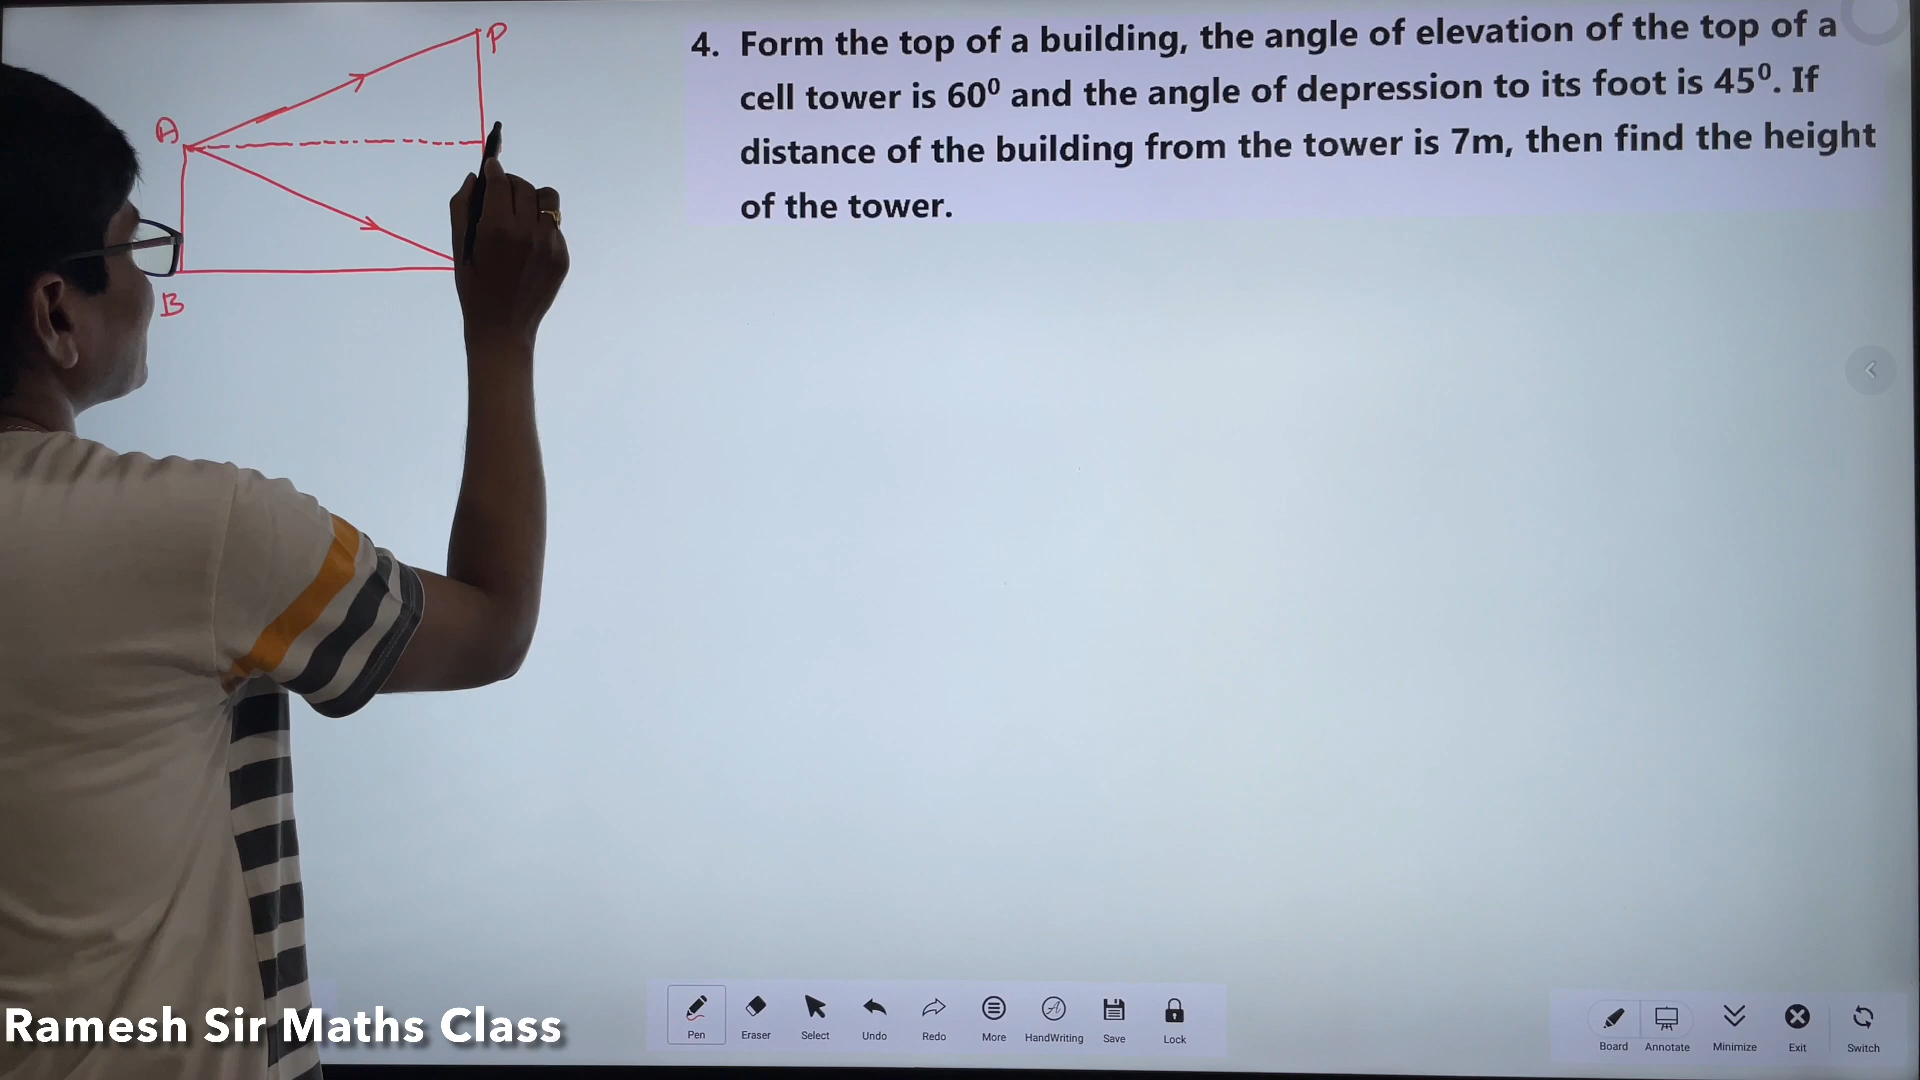 P
4. Form the top of a building, the angle of elevation of the top of a
cell tower is 60⁰ and the angle of depression to its foot is 45⁰. If
distance of the building from the tower is 7m, then find the height
of the tower.
A
B
Ramesh Sir Maths Class
Pen Eraser Select Undo Redo More HandWriting Save Lock
Board Annotate Minimize Exit Switch